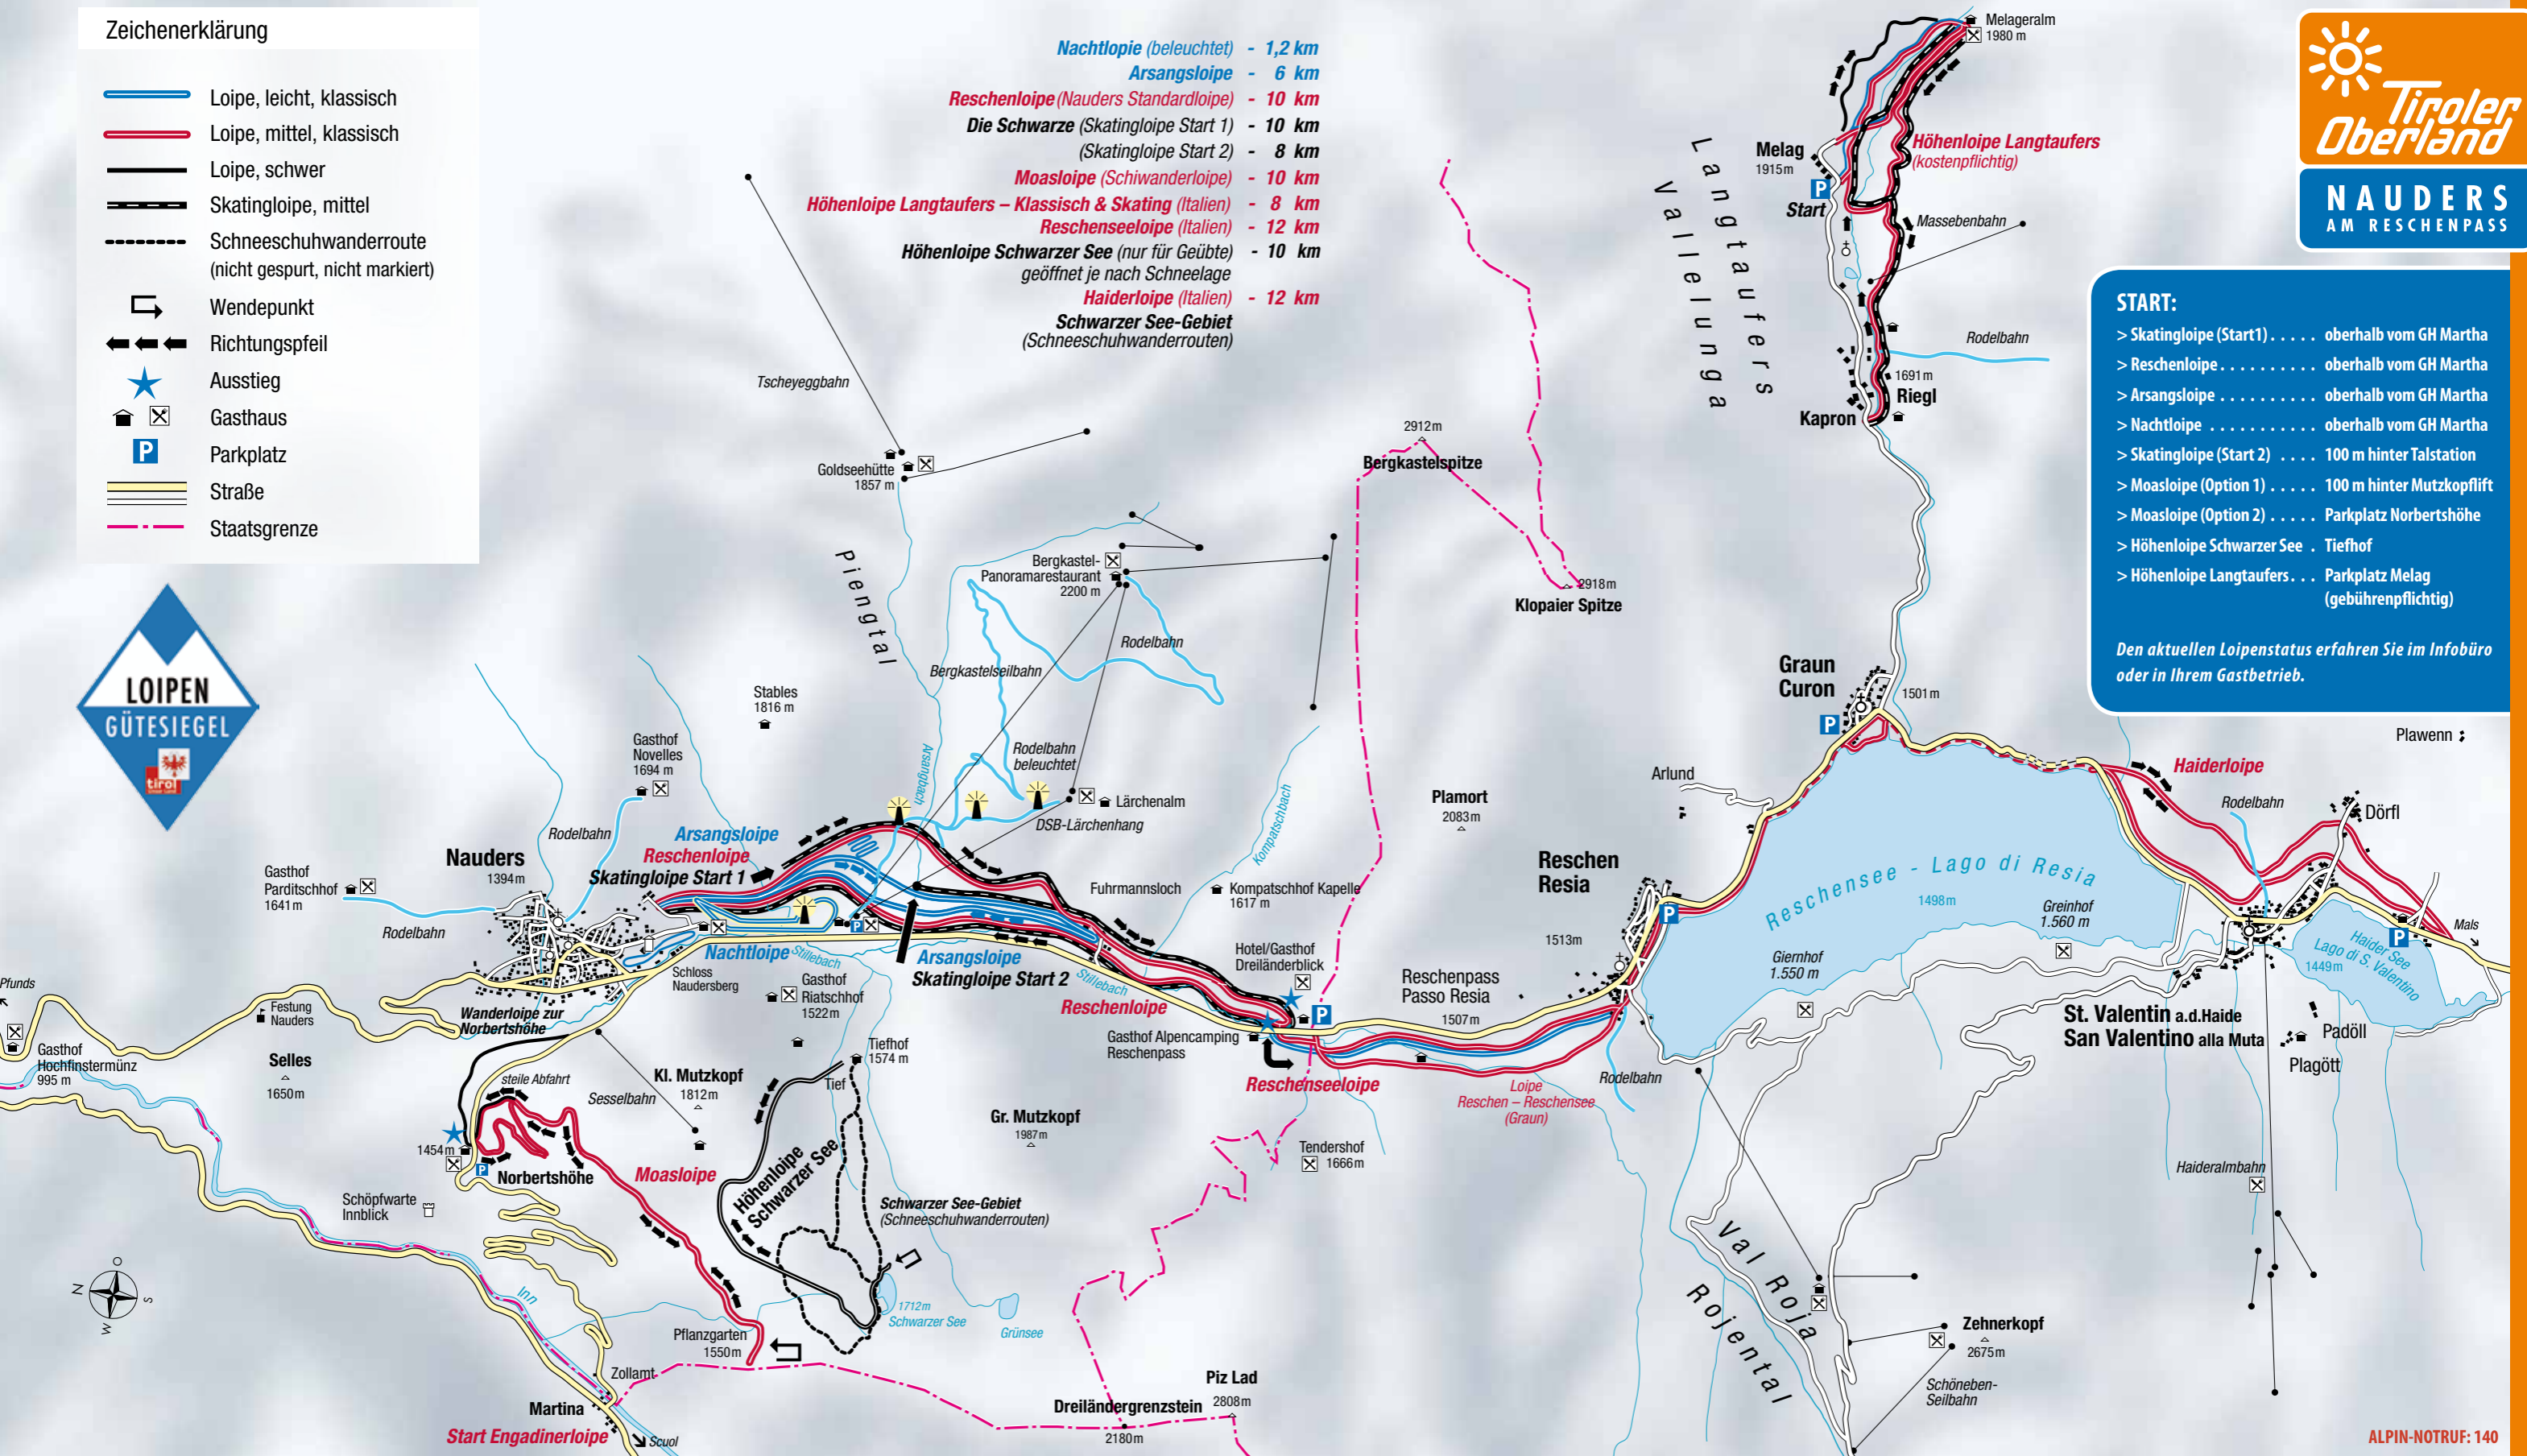 Zeichenerklärung
Loipe, leicht, klassisch
Loipe, mittel, klassisch
Loipe, schwer
Skatingloipe, mittel
Schneeschuhwanderroute
(nicht gespurt, nicht markiert)
Wendepunkt
Richtungspfeil
Ausstieg
Gasthaus
P Parkplatz
Straße
Staatsgrenze
Nachtlopie (beleuchtet) - 1,2 km
Arsangsloipe - 6 km
Reschenloipe (Nauders Standardloipe) - 10 km
Die Schwarze (Skatingloipe Start 1) - 10 km
(Skatingloipe Start 2) - 8 km
Moasloipe (Schiwanderloipe) - 10 km
Höhenloipe Langtaufers – Klassisch & Skating (Italien) - 8 km
Reschenseeloipe (Italien) - 12 km
Höhenloipe Schwarzer See (nur für Geübte) - 10 km
geöffnet je nach Schneelage
Haiderloipe (Italien) - 12 km
Schwarzer See-Gebiet
(Schneeschuhwanderrouten)
Tiroler
Oberland
NAUDERS
AM RESCHENPASS
START:
> Skatingloipe (Start1) . . . . . oberhalb vom GH Martha
> Reschenloipe . . . . . . . . . . oberhalb vom GH Martha
> Arsangsloipe . . . . . . . . . . oberhalb vom GH Martha
> Nachtloipe . . . . . . . . . . . oberhalb vom GH Martha
> Skatingloipe (Start 2) . . . . 100 m hinter Talstation
> Moasloipe (Option 1) . . . . . 100 m hinter Mutzkopflift
> Moasloipe (Option 2) . . . . . Parkplatz Norbertshöhe
> Höhenloipe Schwarzer See . Tiefhof
> Höhenloipe Langtaufers . . . Parkplatz Melag
(gebührenpflichtig)
Den aktuellen Loipenstatus erfahren Sie im Infobüro
oder in Ihrem Gastbetrieb.
LOIPEN
GÜTESIEGEL
tirol
Melageralm
1980 m
Langtaufers
Vallelunga
Melag
1915m
P
Start
Höhenloipe Langtaufers
(kostenpflichtig)
Massebenbahn
Rodelbahn
1691m
Riegl
Kapron
Tscheyeggbahn
Goldseehütte
1857 m
2912m
Bergkastelspitze
2918m
Klopaier Spitze
Piengtal
Bergkastel-
Panoramarestaurant
2200 m
Rodelbahn
Bergkastelseilbahn
Stables
1816 m
Gasthof
Novelles
1694 m
Rodelbahn
Arsangbach
Rodelbahn
beleuchtet
Lärchenalm
DSB-Lärchenhang
Kompatschbach
Plamort
2083m
Graun
Curon
1501m
P
Arlund
Plawenn
Haiderloipe
Rodelbahn
Dörfl
Nauders
1394m
Gasthof
Parditschhof
1641m
Rodelbahn
Arsangsloipe
Reschenloipe
Skatingloipe Start 1
Fuhrmannsloch
Kompatschhof Kapelle
1617 m
Reschen
Resia
1513m
P
Reschensee - Lago di Resia
1498m
Greinhof
1.560 m
Giernhof
1.550 m
Mals
P
Haider See
Lago di S. Valentino
1449m
Nachtloipe
Stillebach
P
Arsangsloipe
Skatingloipe Start 2
Schloss
Naudersberg
Gasthof
Riatschhof
1522m
Stillebach
Reschenloipe
Hotel/Gasthof
Dreiländerblick
P
Reschenpass
Passo Resia
1507m
Gasthof Alpencamping
Reschenpass
Reschenseeloipe
Loipe
Reschen – Reschensee
(Graun)
Rodelbahn
St. Valentin a.d.Haide
San Valentino alla Muta
Padöll
Plagött
Pfunds
Festung
Nauders
Wanderloipe zur
Norbertshöhe
Gasthof
Hochfinstermünz
995 m
Selles
1650m
steile Abfahrt
Sesselbahn
Kl. Mutzkopf
1812m
Tiefhof
1574 m
Tief
Gr. Mutzkopf
1987m
Tendershof
1666m
1454m
P
Norbertshöhe
Moasloipe
Höhenloipe
Schwarzer See
Schwarzer See-Gebiet
(Schneeschuhwanderrouten)
Schöpfwarte
Innblick
Haideralmbahn
Val Roja
Rojental
N
O
S
W
Inn
1712m
Schwarzer See
Grünsee
Pflanzgarten
1550m
Zollamt
Martina
Start Engadinerloipe
Scuol
Dreiländergrenzstein
2180m
Piz Lad
2808m
Zehnerkopf
2675m
Schöneben-
Seilbahn
ALPIN-NOTRUF: 140